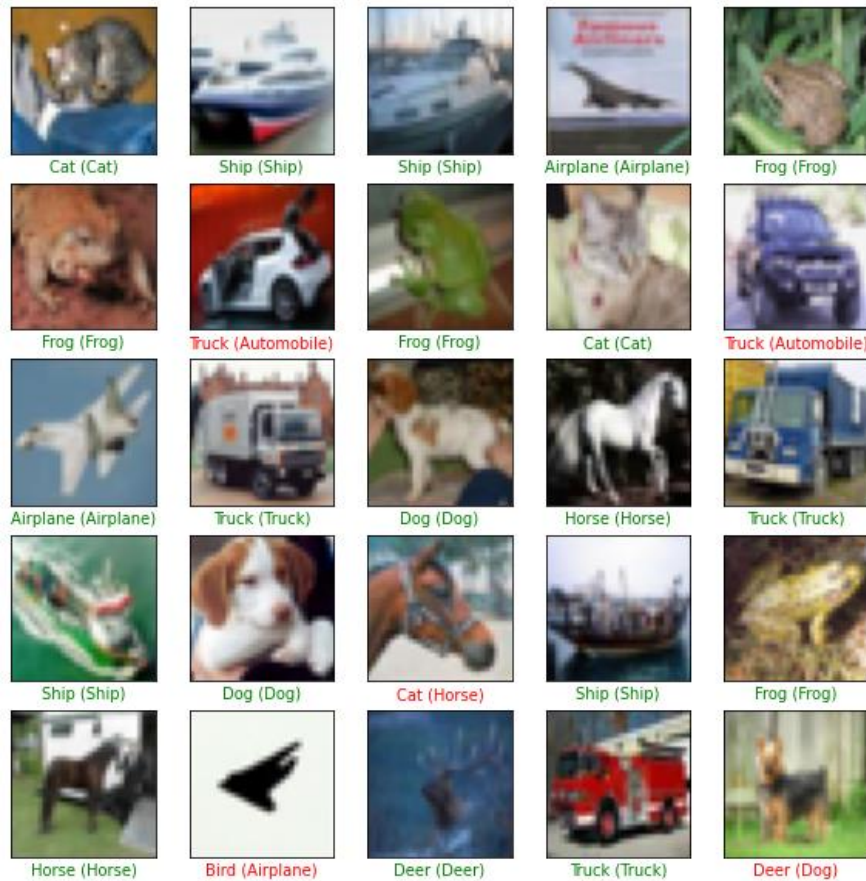 Cat (Cat)
Ship (Ship)
Ship (Ship)
Airplane (Airplane)
Frog (Frog)
Frog (Frog)
Truck (Automobile)
Frog (Frog)
Cat (Cat)
Truck (Automobile)
Airplane (Airplane)
Truck (Truck)
Dog (Dog)
Horse (Horse)
Truck (Truck)
Ship (Ship)
Dog (Dog)
Cat (Horse)
Ship (Ship)
Frog (Frog)
Horse (Horse)
Bird (Airplane)
Deer (Deer)
Truck (Truck)
Deer (Dog)